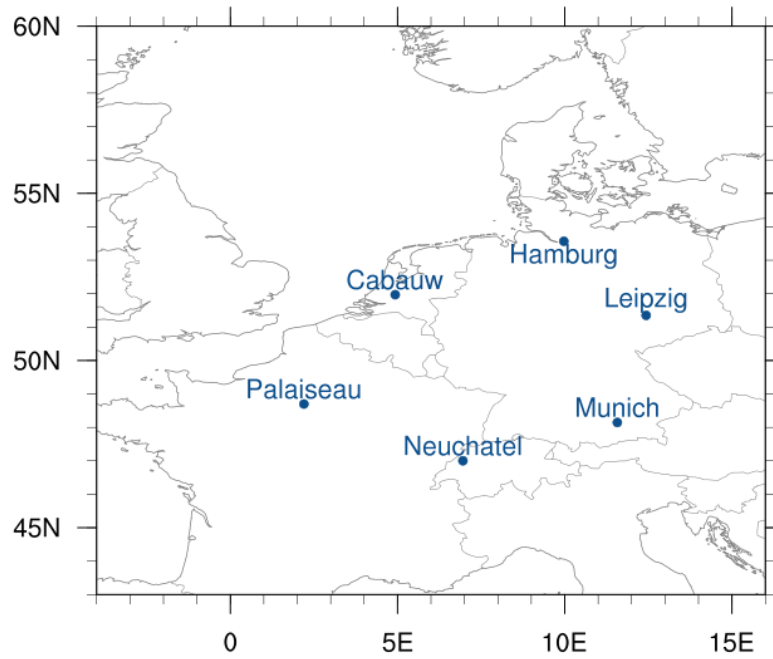 60N
55N
Hamburg
Cabauw
Leipzig
50N
Palaiseau
Munich
Neuchatel
45N
0 5E 10E 15E